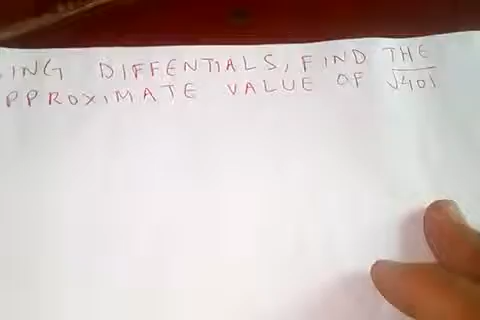 ING DIFFENTIALS, FIND THE
PPROXIMATE VALUE OF √401